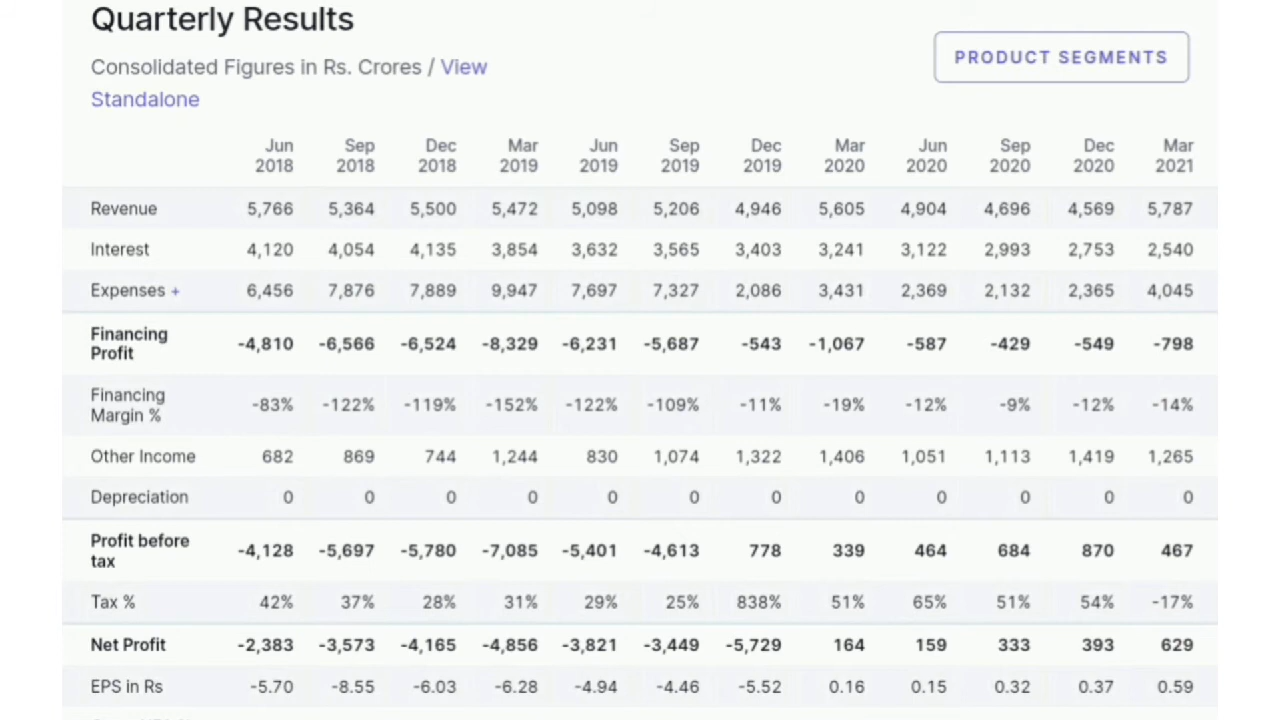 Quarterly Results
Consolidated Figures in Rs. Crores / View
Standalone
PRODUCT SEGMENTS
Jun 2018 Sep 2018 Dec 2018 Mar 2019 Jun 2019 Sep 2019 Dec 2019 Mar 2020 Jun 2020 Sep 2020 Dec 2020 Mar 2021
Revenue 5,766 5,364 5,500 5,472 5,098 5,206 4,946 5,605 4,904 4,696 4,569 5,787
Interest 4,120 4,054 4,135 3,854 3,632 3,565 3,403 3,241 3,122 2,993 2,753 2,540
Expenses + 6,456 7,876 7,889 9,947 7,697 7,327 2,086 3,431 2,369 2,132 2,365 4,045
Financing Profit -4,810 -6,566 -6,524 -8,329 -6,231 -5,687 -543 -1,067 -587 -429 -549 -798
Financing Margin % -83% -122% -119% -152% -122% -109% -11% -19% -12% -9% -12% -14%
Other Income 682 869 744 1,244 830 1,074 1,322 1,406 1,051 1,113 1,419 1,265
Depreciation 0 0 0 0 0 0 0 0 0 0 0 0
Profit before tax -4,128 -5,697 -5,780 -7,085 -5,401 -4,613 778 339 464 684 870 467
Tax % 42% 37% 28% 31% 29% 25% 838% 51% 65% 51% 54% -17%
Net Profit -2,383 -3,573 -4,165 -4,856 -3,821 -3,449 -5,729 164 159 333 393 629
EPS in Rs -5.70 -8.55 -6.03 -6.28 -4.94 -4.46 -5.52 0.16 0.15 0.32 0.37 0.59